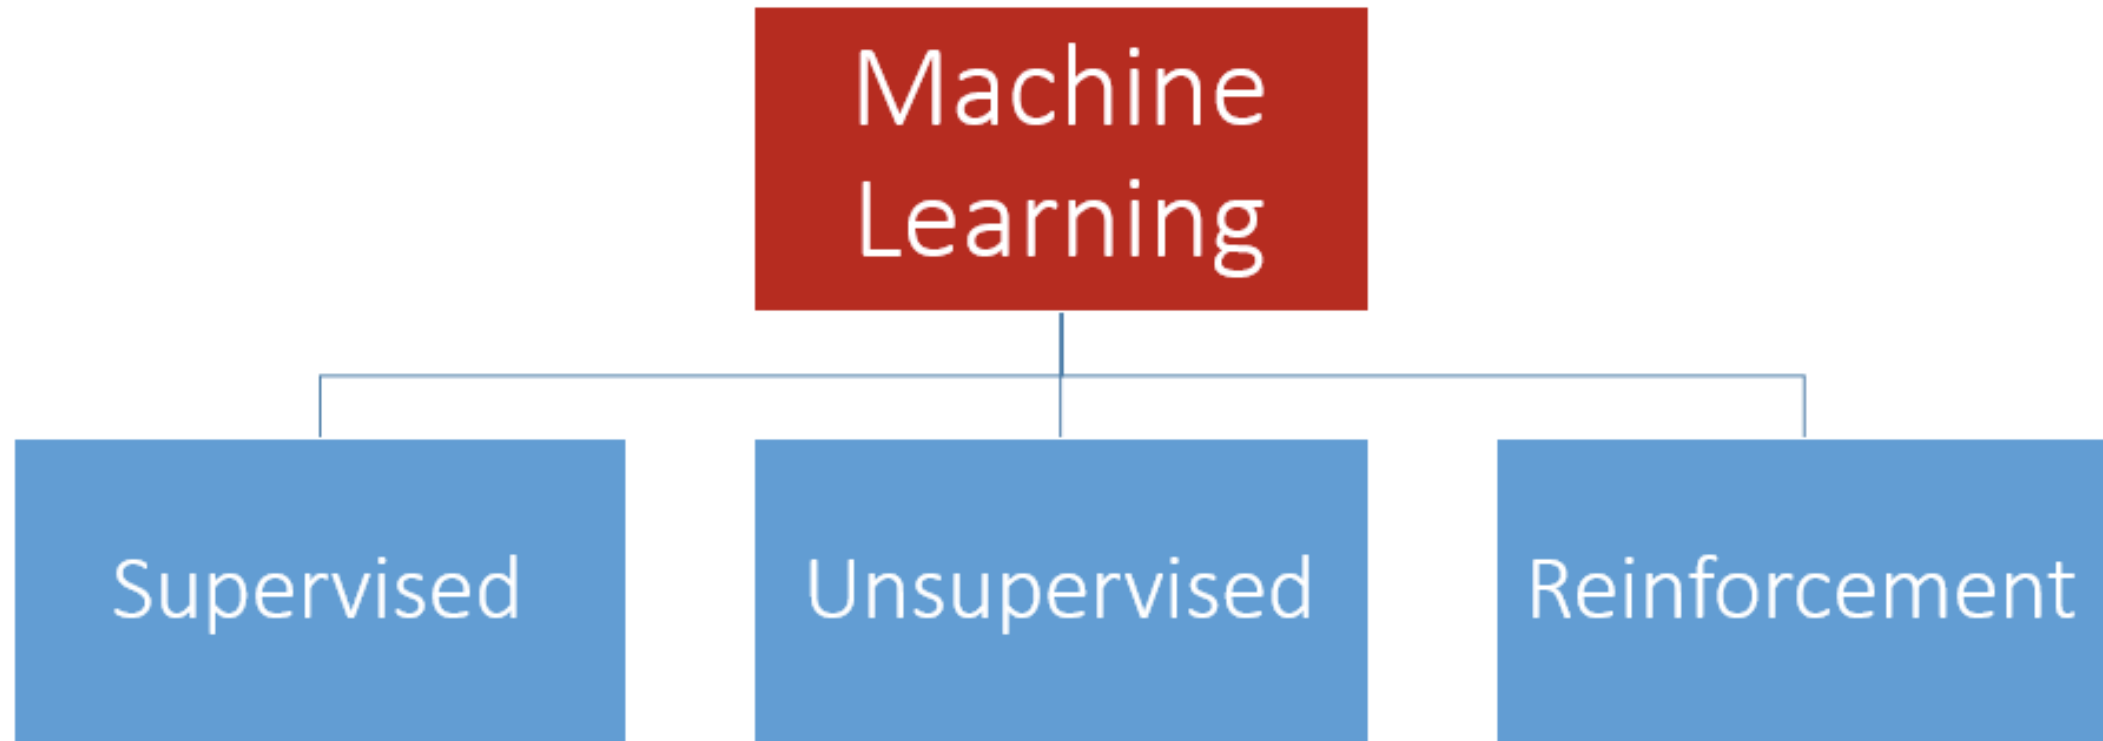 Machine
Learning
Supervised
Unsupervised
Reinforcement